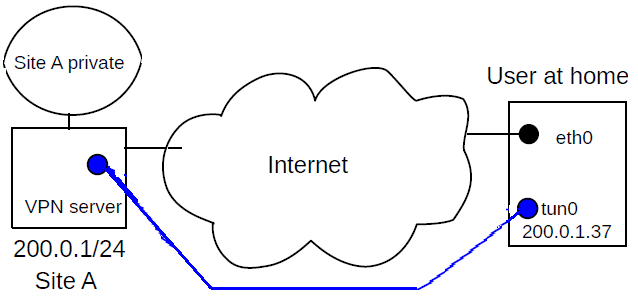 Site A private
User at home
eth0
Internet
VPN server
tun0
200.0.1.37
200.0.1/24
Site A